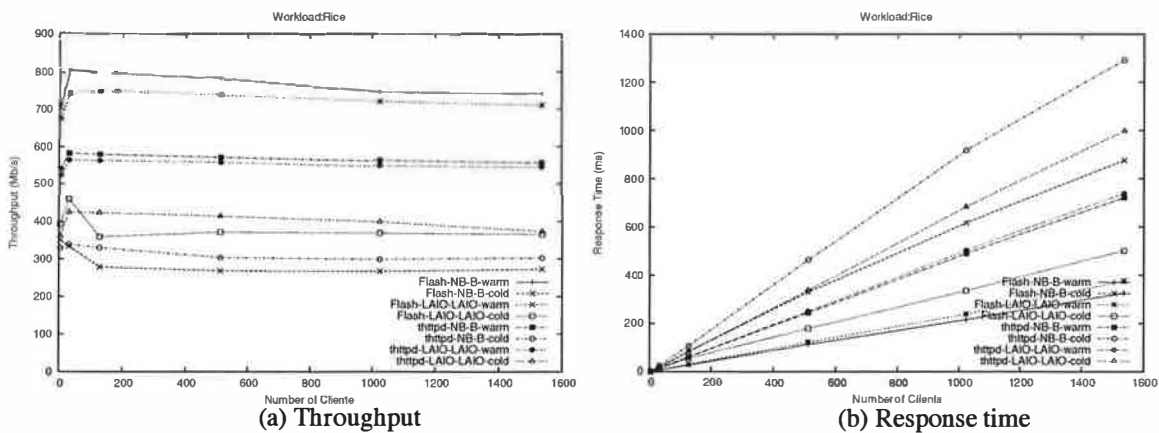 Workload:Rice
900
800
700
600
500
400
300
200
100
0
0
200
400
600
800
1000
1200
1400
1600
Throughput (Mb/s)
Number of Cliente
Flash-NB-B-warm
Flash-NB-B-cold
Flash-LAIO-LAIO-warm
Flash-LAIO-LAIO-cold
thttpd-NB-B-warm
thttpd-NB-B-cold
thttpd-LAIO-LAIO-warm
thttpd-LAIO-LAIO-cold
(a) Throughput
Workload:Rice
1400
1200
1000
800
600
400
200
0
0
200
400
600
800
1000
1200
1400
1600
Response Time (ms)
Number of Clients
Flash-NB-B-warm
Flash-NB-B-cold
Flash-LAIO-LAIO-warm
Flash-LAIO-LAIO-cold
thttpd-NB-B-warm
thttpd-NB-B-cold
thttpd-LAIO-LAIO-warm
thttpd-LAIO-LAIO-cold
(b) Response time